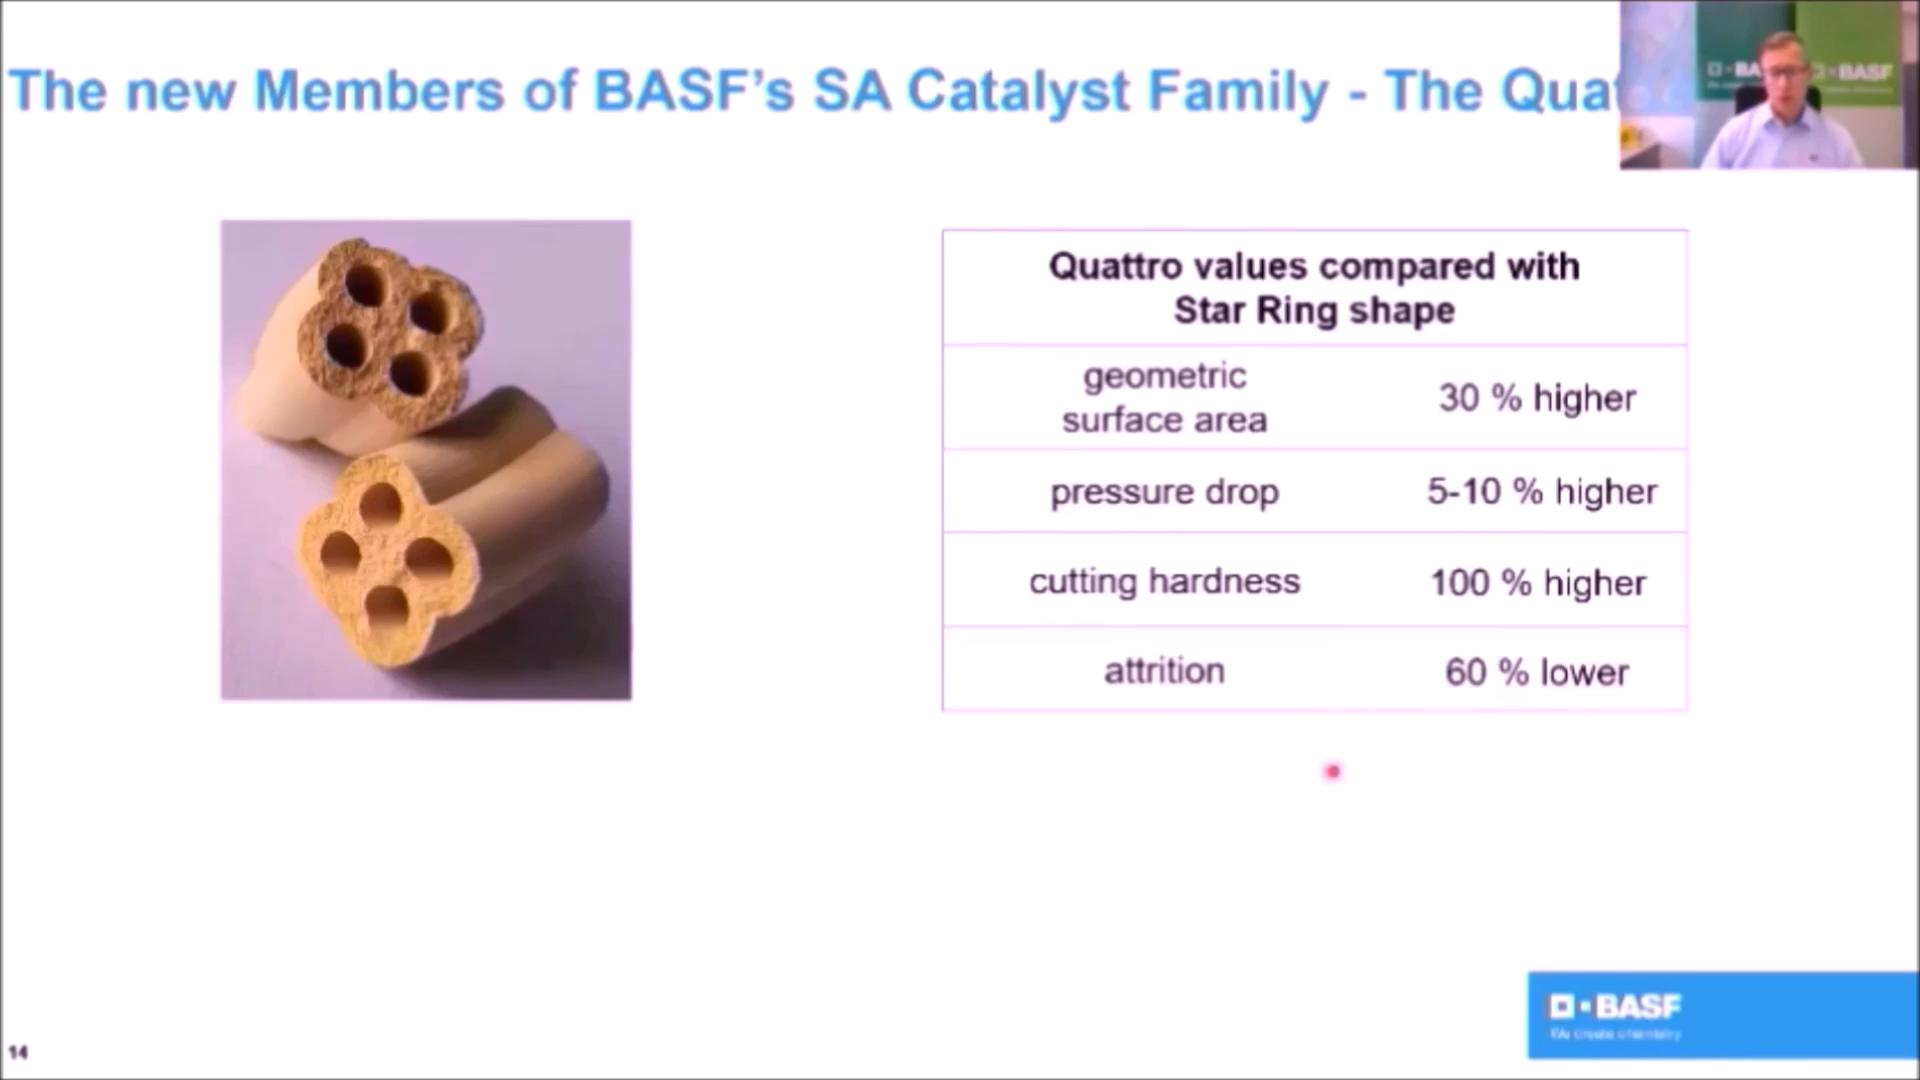 The new Members of BASF's SA Catalyst Family - The Quat
Quattro values compared with
Star Ring shape
geometric
surface area
30 % higher
pressure drop
5-10 % higher
cutting hardness
100 % higher
attrition
60 % lower
BASF
We create chemistry
14
BA
BASF